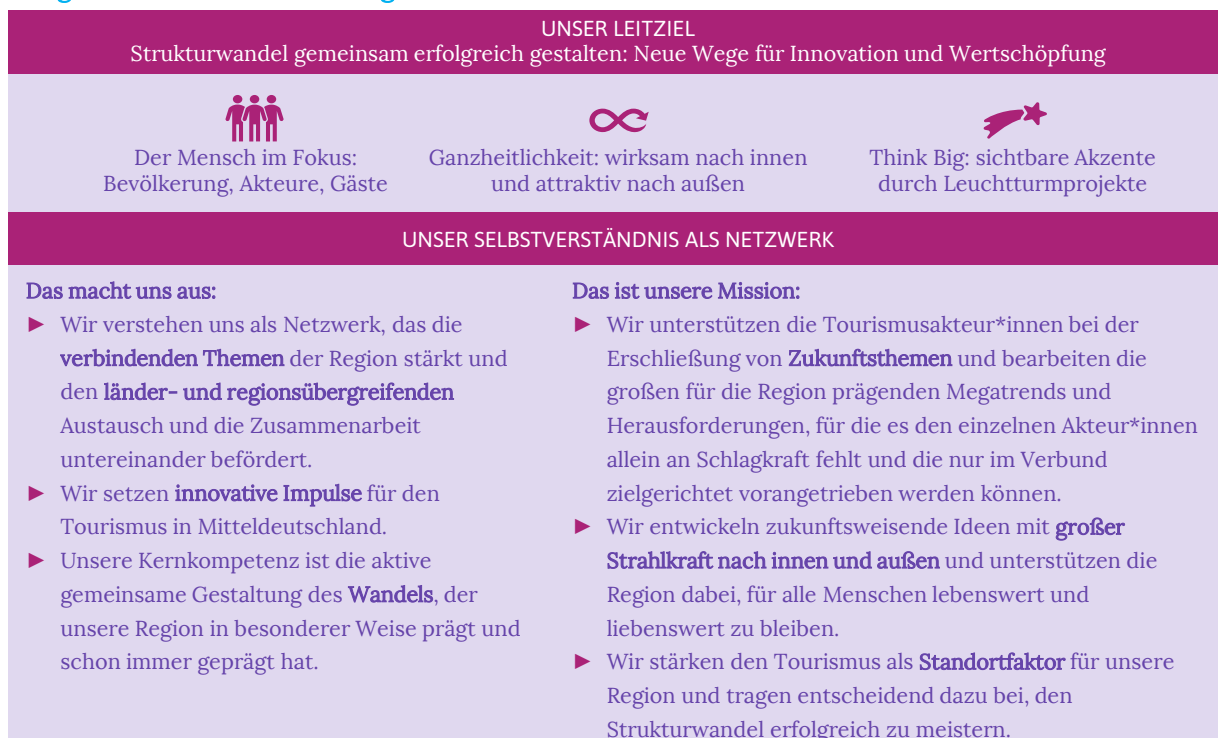 UNSER LEITZIEL
Strukturwandel gemeinsam erfolgreich gestalten: Neue Wege für Innovation und Wertschöpfung
Der Mensch im Fokus:
Bevölkerung, Akteure, Gäste
Ganzheitlichkeit: wirksam nach innen
und attraktiv nach außen
Think Big: sichtbare Akzente
durch Leuchtturmprojekte
UNSER SELBSTVERSTÄNDNIS ALS NETZWERK
Das macht uns aus:
► Wir verstehen uns als Netzwerk, das die
verbindenden Themen der Region stärkt und
den länder- und regionsübergreifenden
Austausch und die Zusammenarbeit
untereinander befördert.
► Wir setzen innovative Impulse für den
Tourismus in Mitteldeutschland.
► Unsere Kernkompetenz ist die aktive
gemeinsame Gestaltung des Wandels, der
unsere Region in besonderer Weise prägt und
schon immer geprägt hat.
Das ist unsere Mission:
► Wir unterstützen die Tourismusakteur*innen bei der
Erschließung von Zukunftsthemen und bearbeiten die
großen für die Region prägenden Megatrends und
Herausforderungen, für die es den einzelnen Akteur*innen
allein an Schlagkraft fehlt und die nur im Verbund
zielgerichtet vorangetrieben werden können.
► Wir entwickeln zukunftsweisende Ideen mit großer
Strahlkraft nach innen und außen und unterstützen die
Region dabei, für alle Menschen lebenswert und
liebenswert zu bleiben.
► Wir stärken den Tourismus als Standortfaktor für unsere
Region und tragen entscheidend dazu bei, den
Strukturwandel erfolgreich zu meistern.